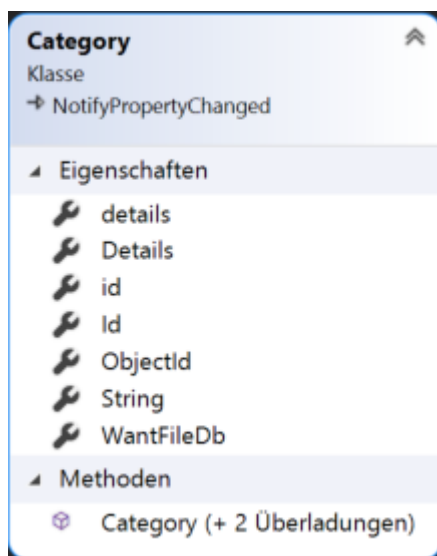 Category
Klasse
NotifyPropertyChanged
Eigenschaften
details
Details
id
Id
ObjectId
String
WantFileDb
Methoden
Category (+ 2 Überladungen)